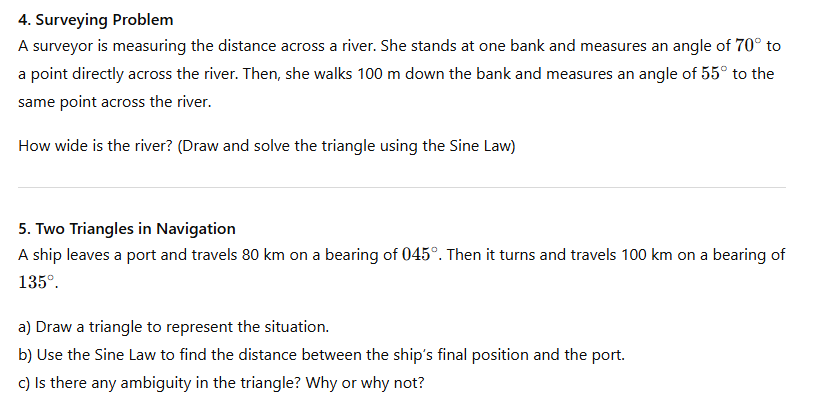 4. Surveying Problem
A surveyor is measuring the distance across a river. She stands at one bank and measures an angle of 70° to
a point directly across the river. Then, she walks 100 m down the bank and measures an angle of 55° to the
same point across the river.
How wide is the river? (Draw and solve the triangle using the Sine Law)
5. Two Triangles in Navigation
A ship leaves a port and travels 80 km on a bearing of 045°. Then it turns and travels 100 km on a bearing of
135°.
a) Draw a triangle to represent the situation.
b) Use the Sine Law to find the distance between the ship's final position and the port.
c) Is there any ambiguity in the triangle? Why or why not?